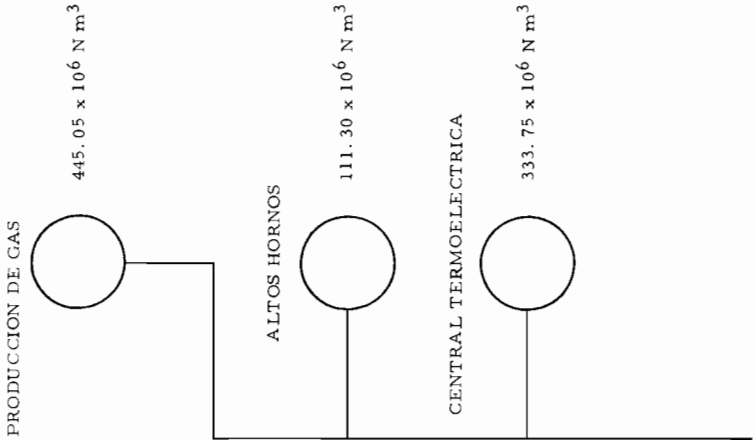 PRODUCCION DE GAS
445.05 x 10⁶ N m³
ALTOS HORNOS
111.30 x 10⁶ N m³
CENTRAL TERMOELECTRICA
333.75 x 10⁶ N m³